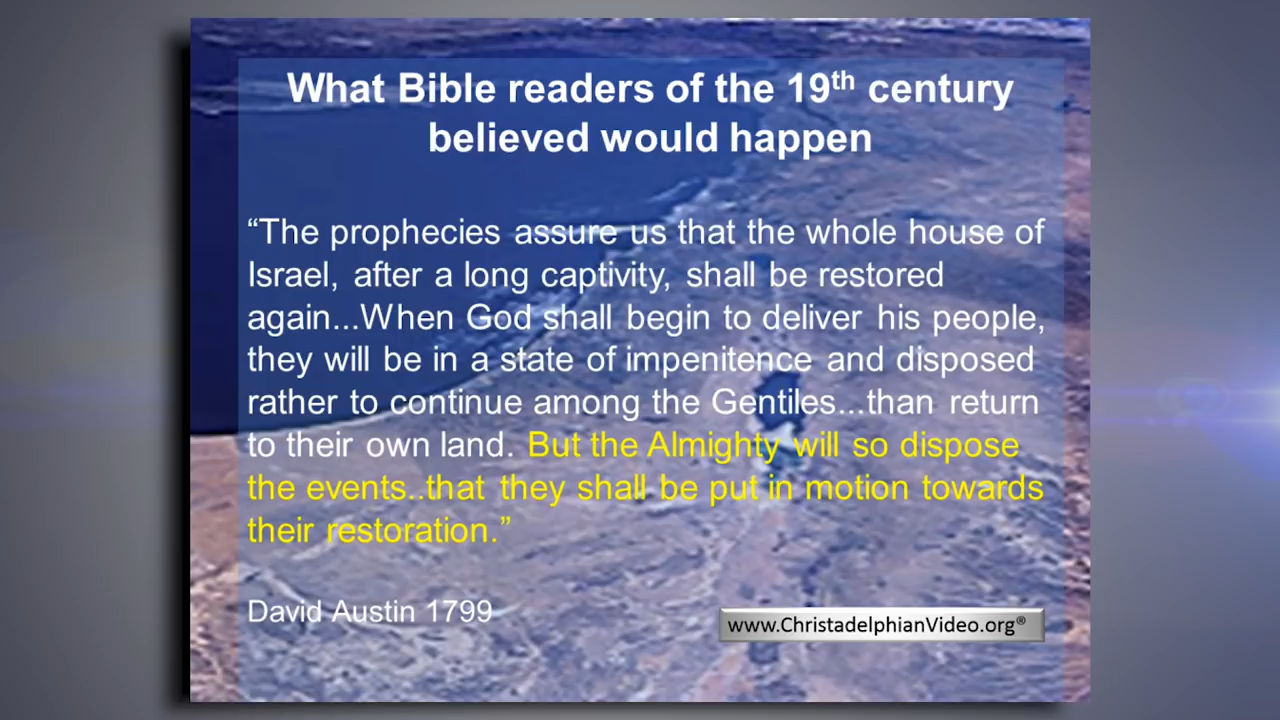 What Bible readers of the 19th century
believed would happen
“The prophecies assure us that the whole house of
Israel, after a long captivity, shall be restored
again...When God shall begin to deliver his people,
they will be in a state of impenitence and disposed
rather to continue among the Gentiles...than return
to their own land. But the Almighty will so dispose
the events..that they shall be put in motion towards
their restoration.”
David Austin 1799
www.ChristadelphianVideo.org®